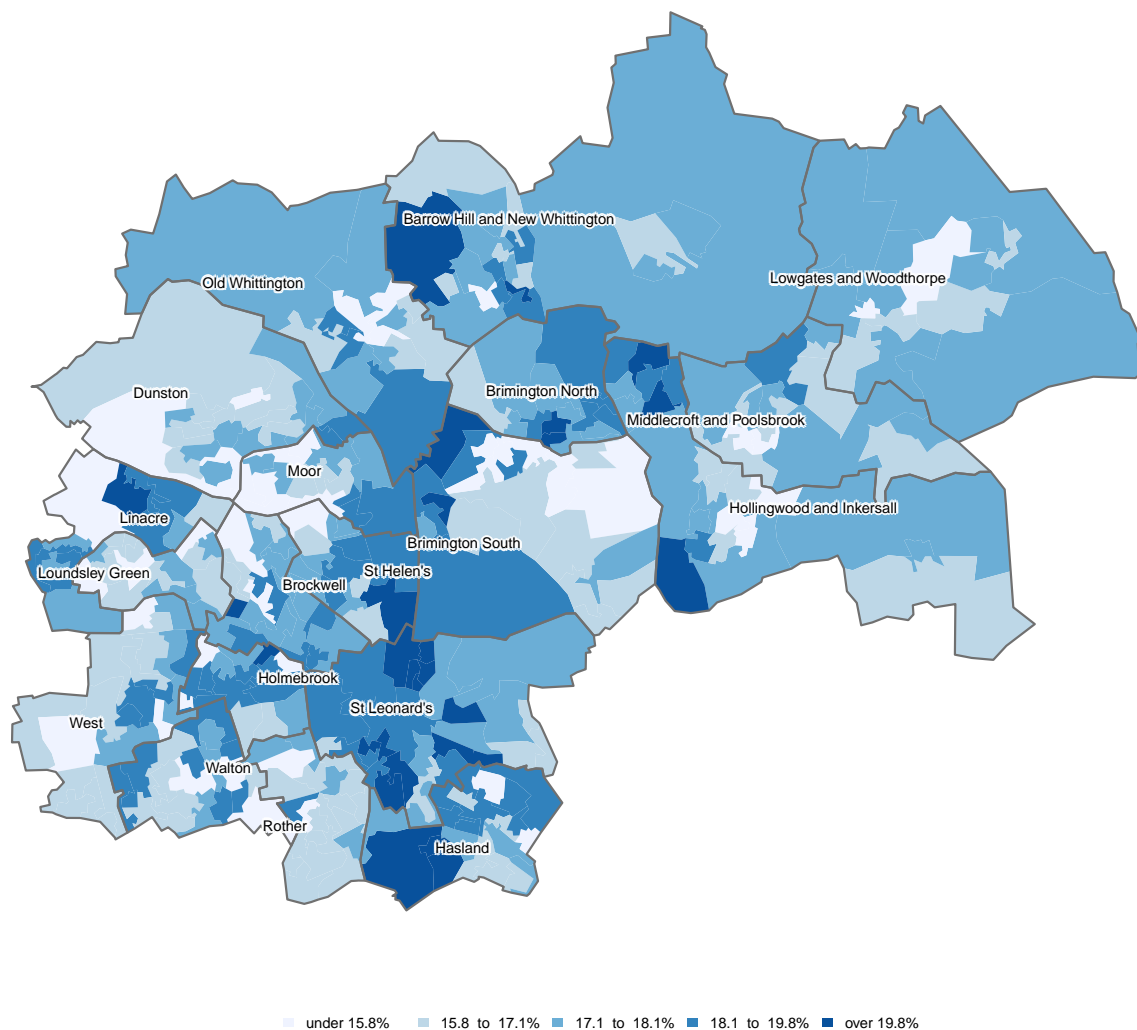 Barrow Hill and New Whittington
Lowgates and Woodthorpe
Old Whittington
Dunston
Brimington North
Middlecroft and Poolsbrook
Moor
Hollingwood and Inkersall
Linacre
Brimington South
Loundsley Green
St Helen's
Brockwell
Holmebrook
St Leonard's
West
Walton
Rother
Hasland
under 15.8% 15.8 to 17.1% 17.1 to 18.1% 18.1 to 19.8% over 19.8%